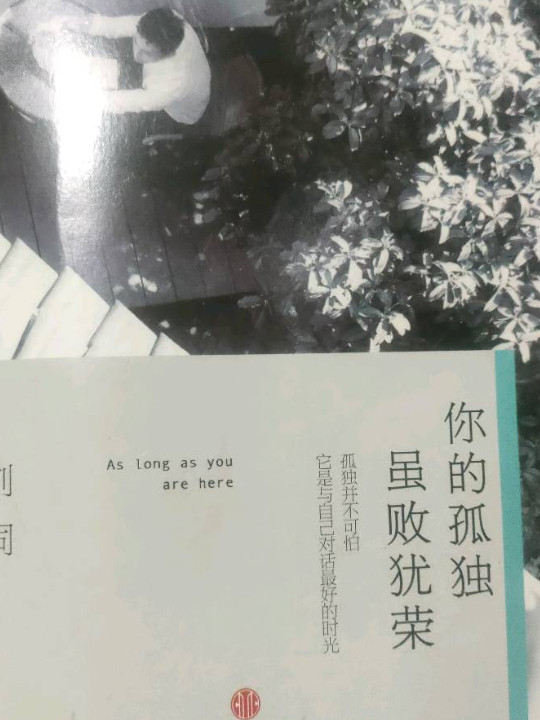 你的孤独
虽败犹荣
孤独并不可怕
它是与自己对话最好的时光
As long as you
are here
同